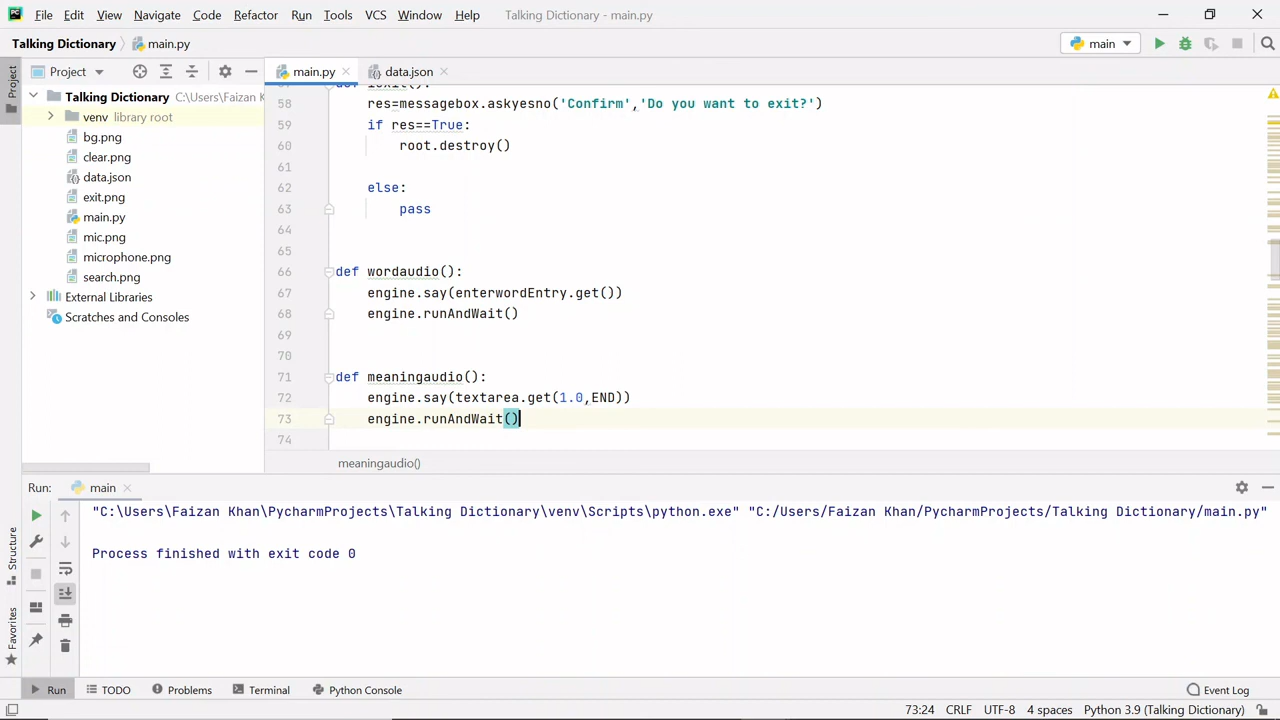 File Edit View Navigate Code Refactor Run Tools VCS Window Help Talking Dictionary - main.py
Talking Dictionary main.py main
Project main.py data.json
Project
Talking Dictionary C:\Users\Faizan K
venv library root
bg.png
clear.png
data.json
exit.png
main.py
mic.png
microphone.png
search.png
External Libraries
Scratches and Consoles
58 res=messagebox.askyesno('Confirm','Do you want to exit?')
59 if res==True:
60 root.destroy()
61
62 else:
63 pass
64
65
66 def wordaudio():
67 engine.say(enterwordEntry.get())
68 engine.runAndWait()
69
70
71 def meaningaudio():
72 engine.say(textarea.get(1.0,END))
73 engine.runAndWait()
74
meaningaudio()
Run: main
"C:\Users\Faizan Khan\PycharmProjects\Talking Dictionary\venv\Scripts\python.exe" "C:/Users/Faizan Khan/PycharmProjects/Talking Dictionary/main.py"
Process finished with exit code 0
Structure
Favorites
Run TODO Problems Terminal Python Console Event Log
73:24 CRLF UTF-8 4 spaces Python 3.9 (Talking Dictionary)